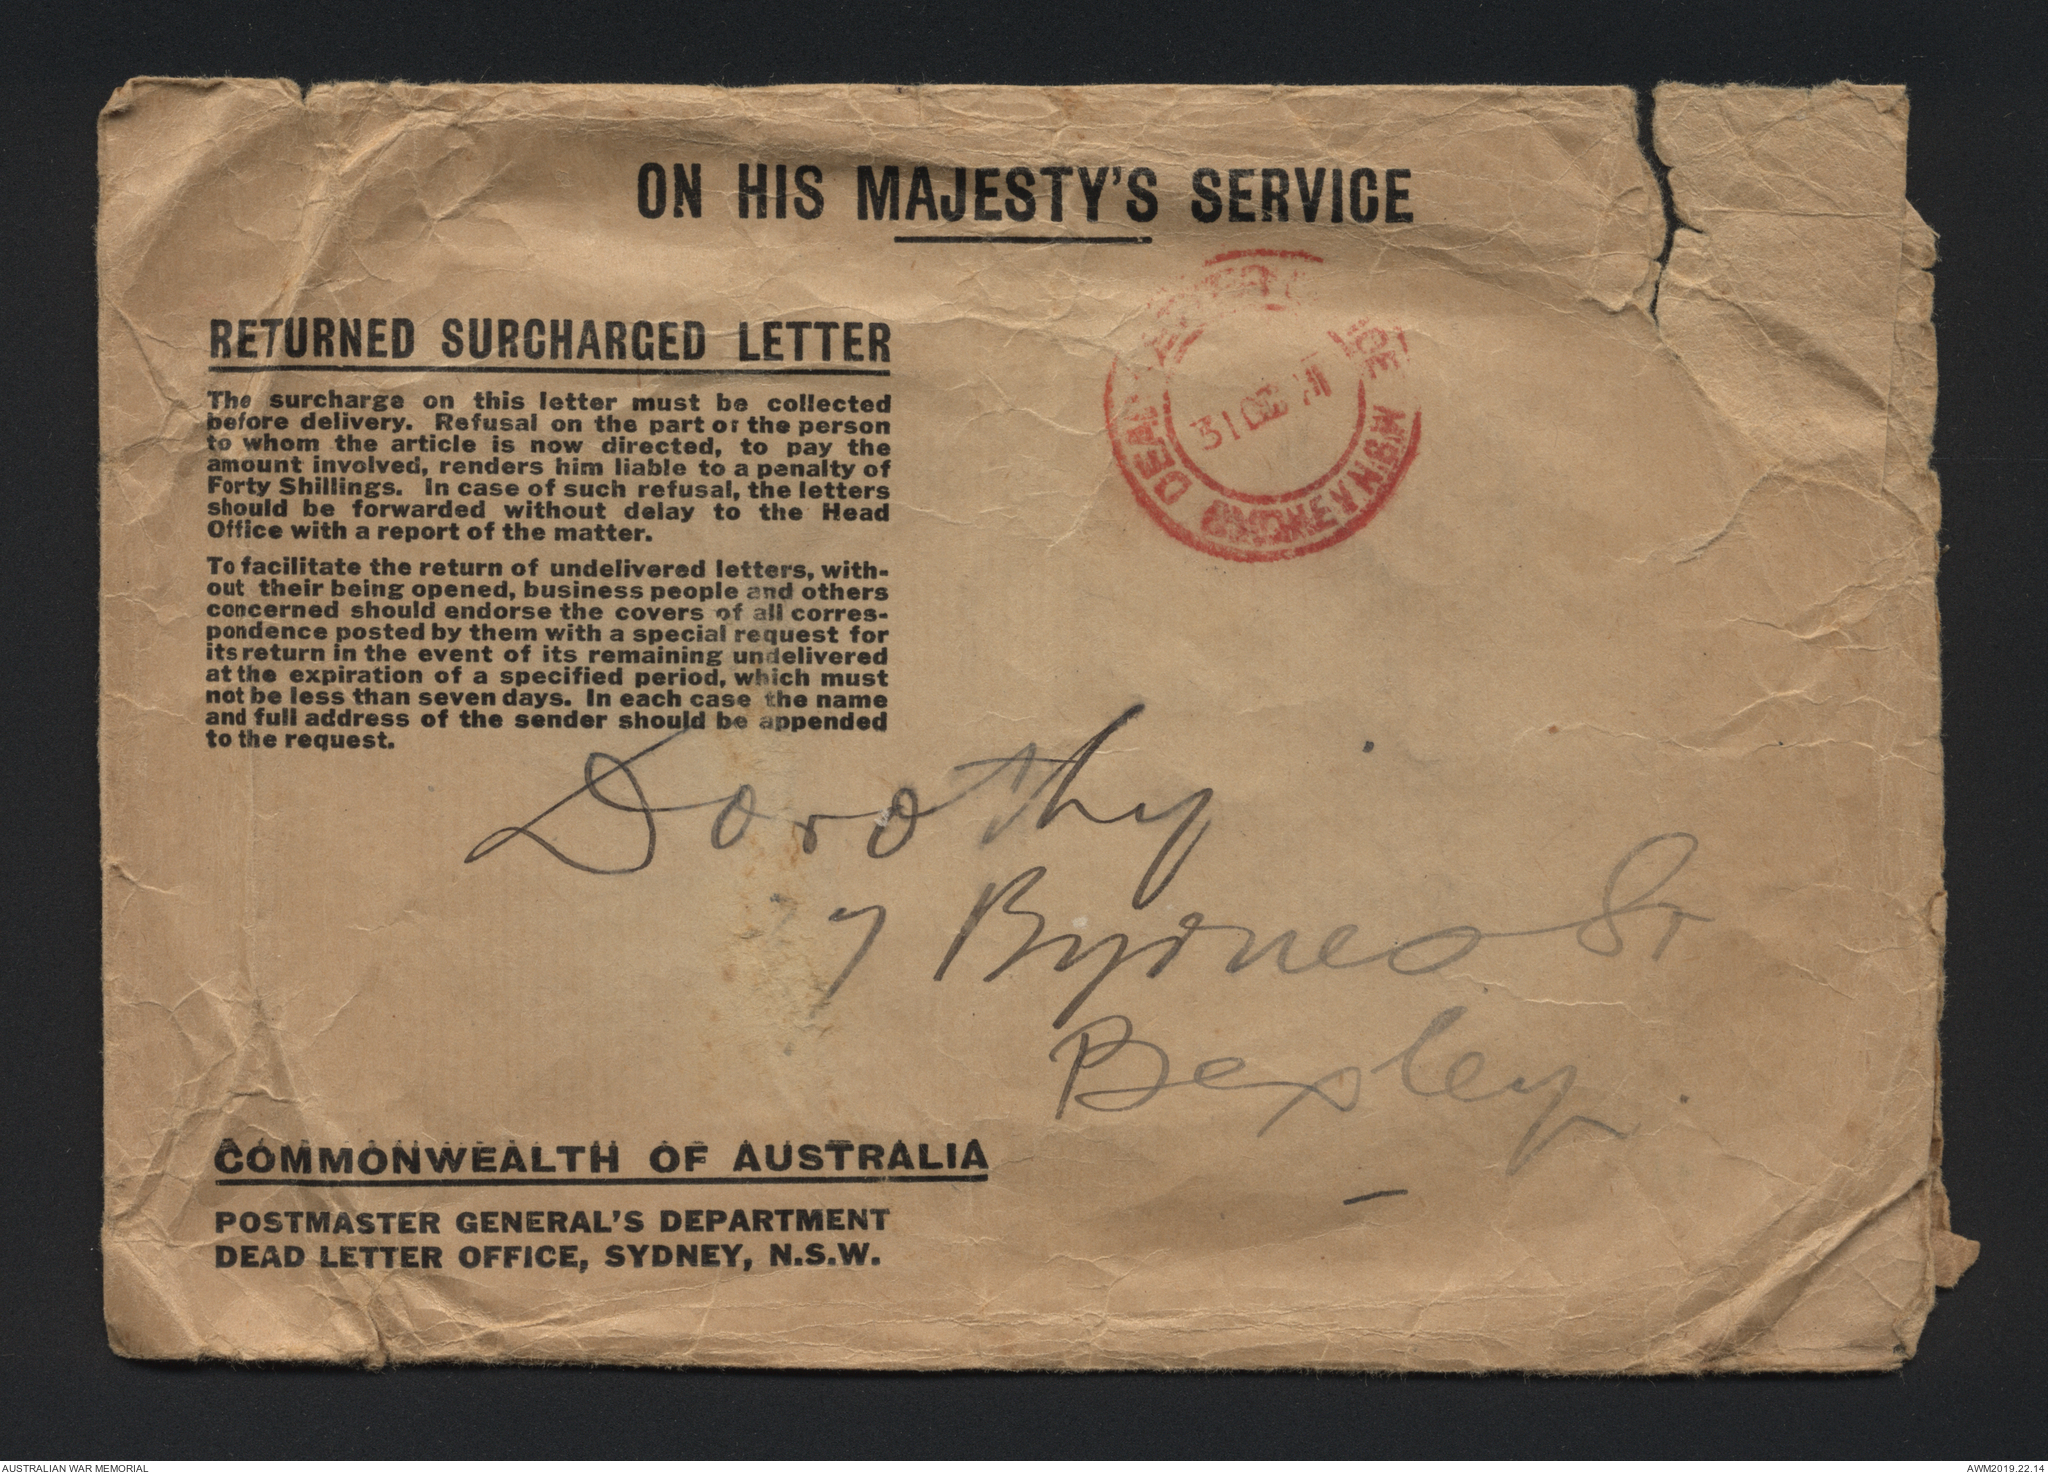 ON HIS MAJESTY'S SERVICE
RETURNED SURCHARGED LETTER
The surcharge on this letter must be collected
before delivery. Refusal on the part of the person
to whom the article is now directed, to pay the
amount involved, renders him liable to a penalty of
Forty Shillings. In case of such refusal, the letters
should be forwarded without delay to the Head
Office with a report of the matter.
To facilitate the return of undelivered letters, with-
out their being opened, business people and others
concerned should endorse the covers of all corres-
pondence posted by them with a special request for
its return in the event of its remaining undelivered
at the expiration of a specified period, which must
not be less than seven days. In each case the name
and full address of the sender should be appended
to the request.
DEAD LETTER OFFICE
31 DEC 41
SYDNEY N.S.W
Dorothy
7 Byrnes St
Bexley.
COMMONWEALTH OF AUSTRALIA
POSTMASTER GENERAL'S DEPARTMENT
DEAD LETTER OFFICE, SYDNEY, N.S.W.
AUSTRALIAN WAR MEMORIAL
AWM2019.22.14